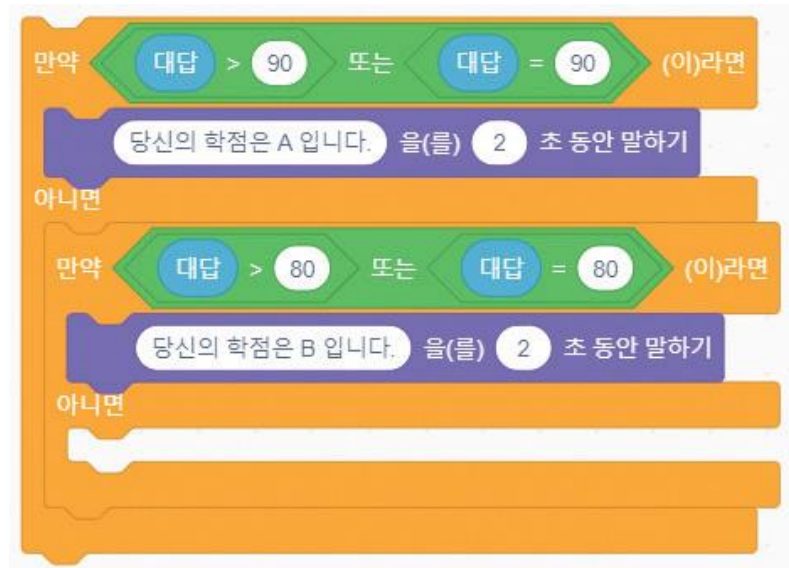 만약 대답 > 90 또는 대답 = 90 (이)라면
당신의 학점은 A 입니다. 을(를) 2 초 동안 말하기
아니면
만약 대답 > 80 또는 대답 = 80 (이)라면
당신의 학점은 B 입니다. 을(를) 2 초 동안 말하기
아니면